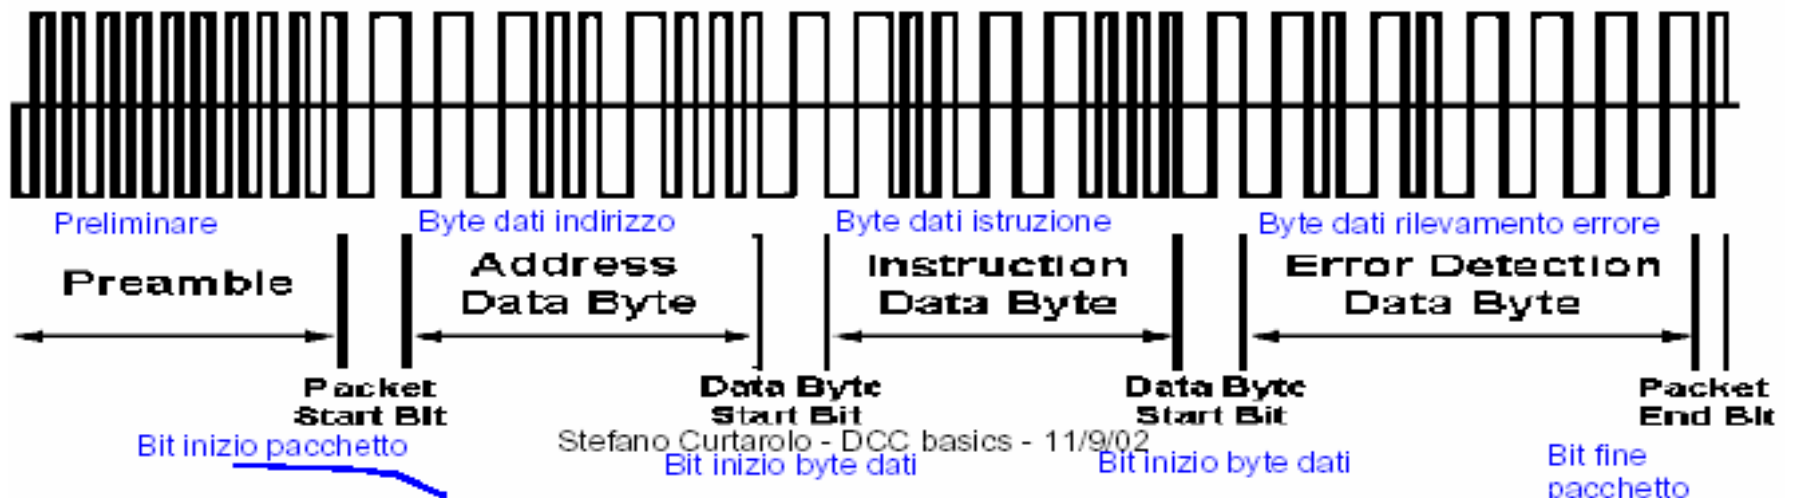 Preliminare
Byte dati indirizzo
Byte dati istruzione
Byte dati rilevamento errore
Preamble
Address
Data Byte
Instruction
Data Byte
Error Detection
Data Byte
Packet
Start Bit
Data Byte
Start Bit
Data Byte
Start Bit
Packet
End Bit
Bit inizio pacchetto
Stefano Curtarolo - DCC basics - 11/9/02
Bit inizio byte dati
Bit inizio byte dati
Bit fine
pacchetto